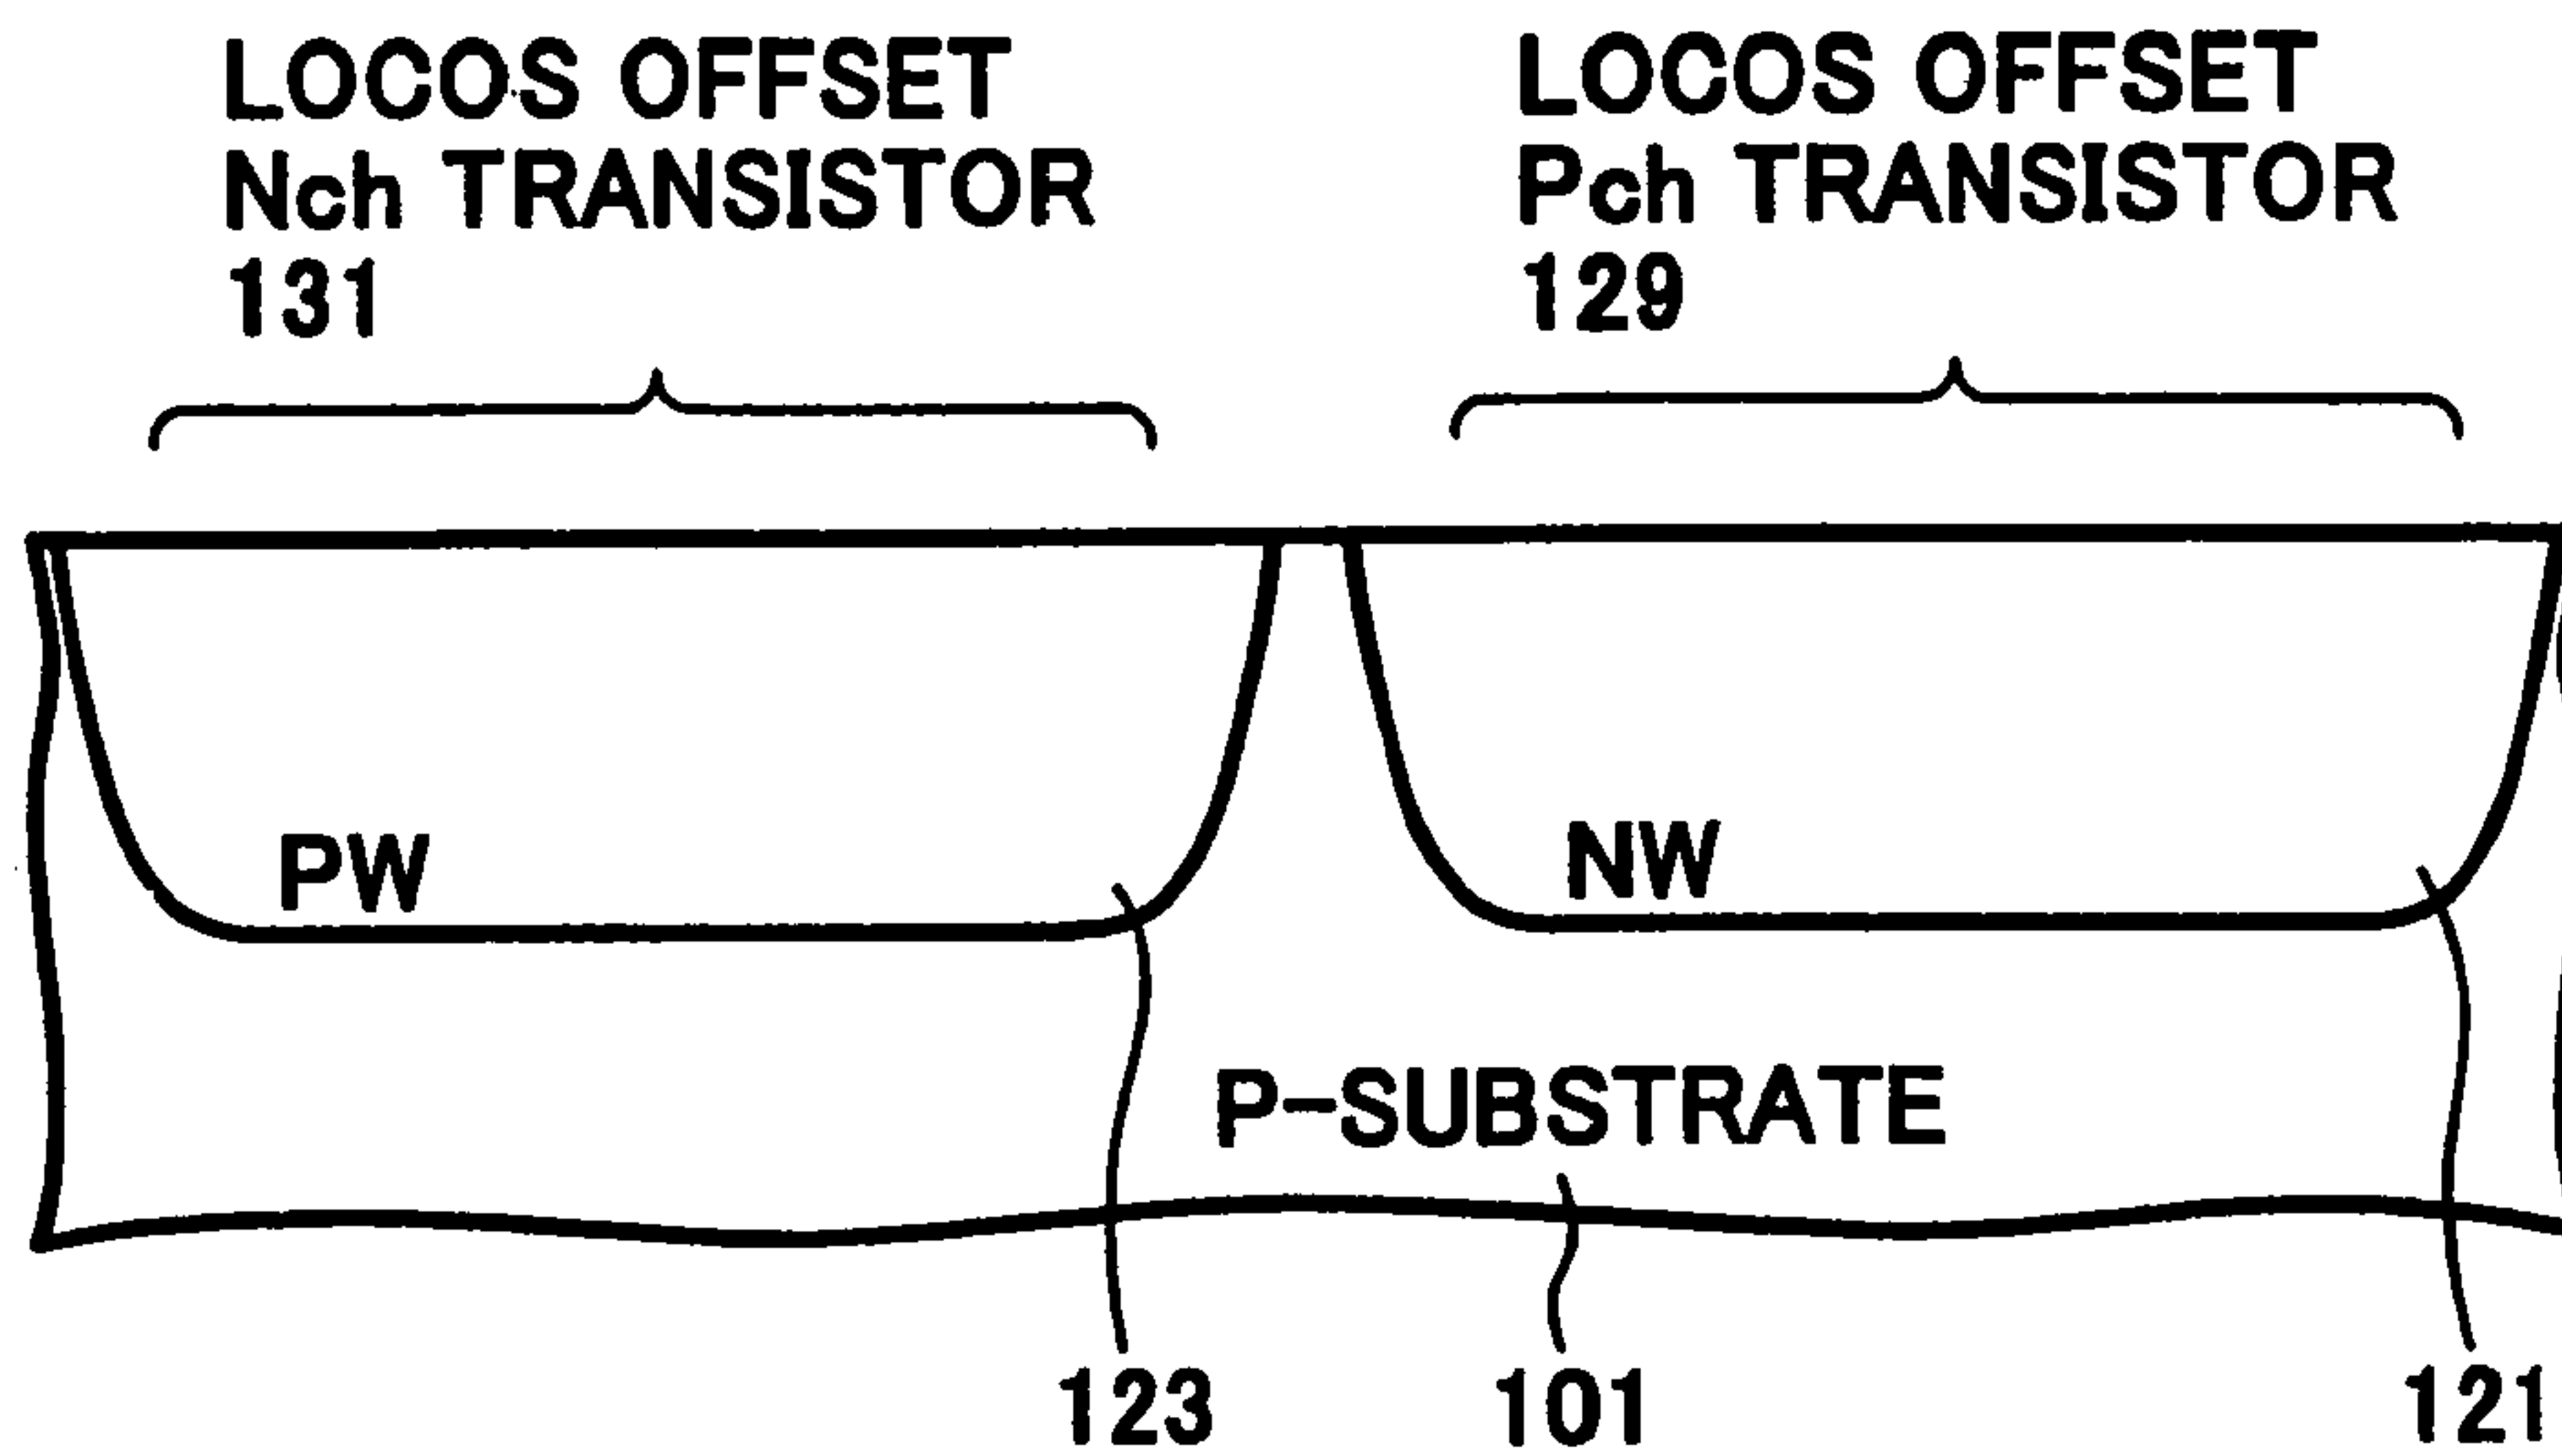 LOCOS OFFSET
Nch TRANSISTOR
131
LOCOS OFFSET
Pch TRANSISTOR
129
PW
NW
P-SUBSTRATE
123
101
121